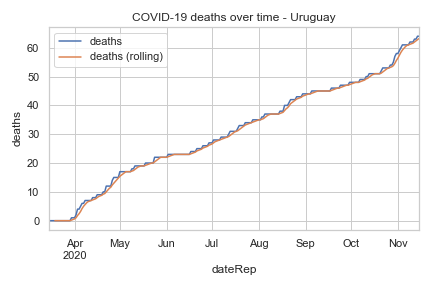 COVID-19 deaths over time - Uruguay
deaths
deaths (rolling)
deaths
60
50
40
30
20
10
0
Apr May Jun Jul Aug Sep Oct Nov
2020
dateRep